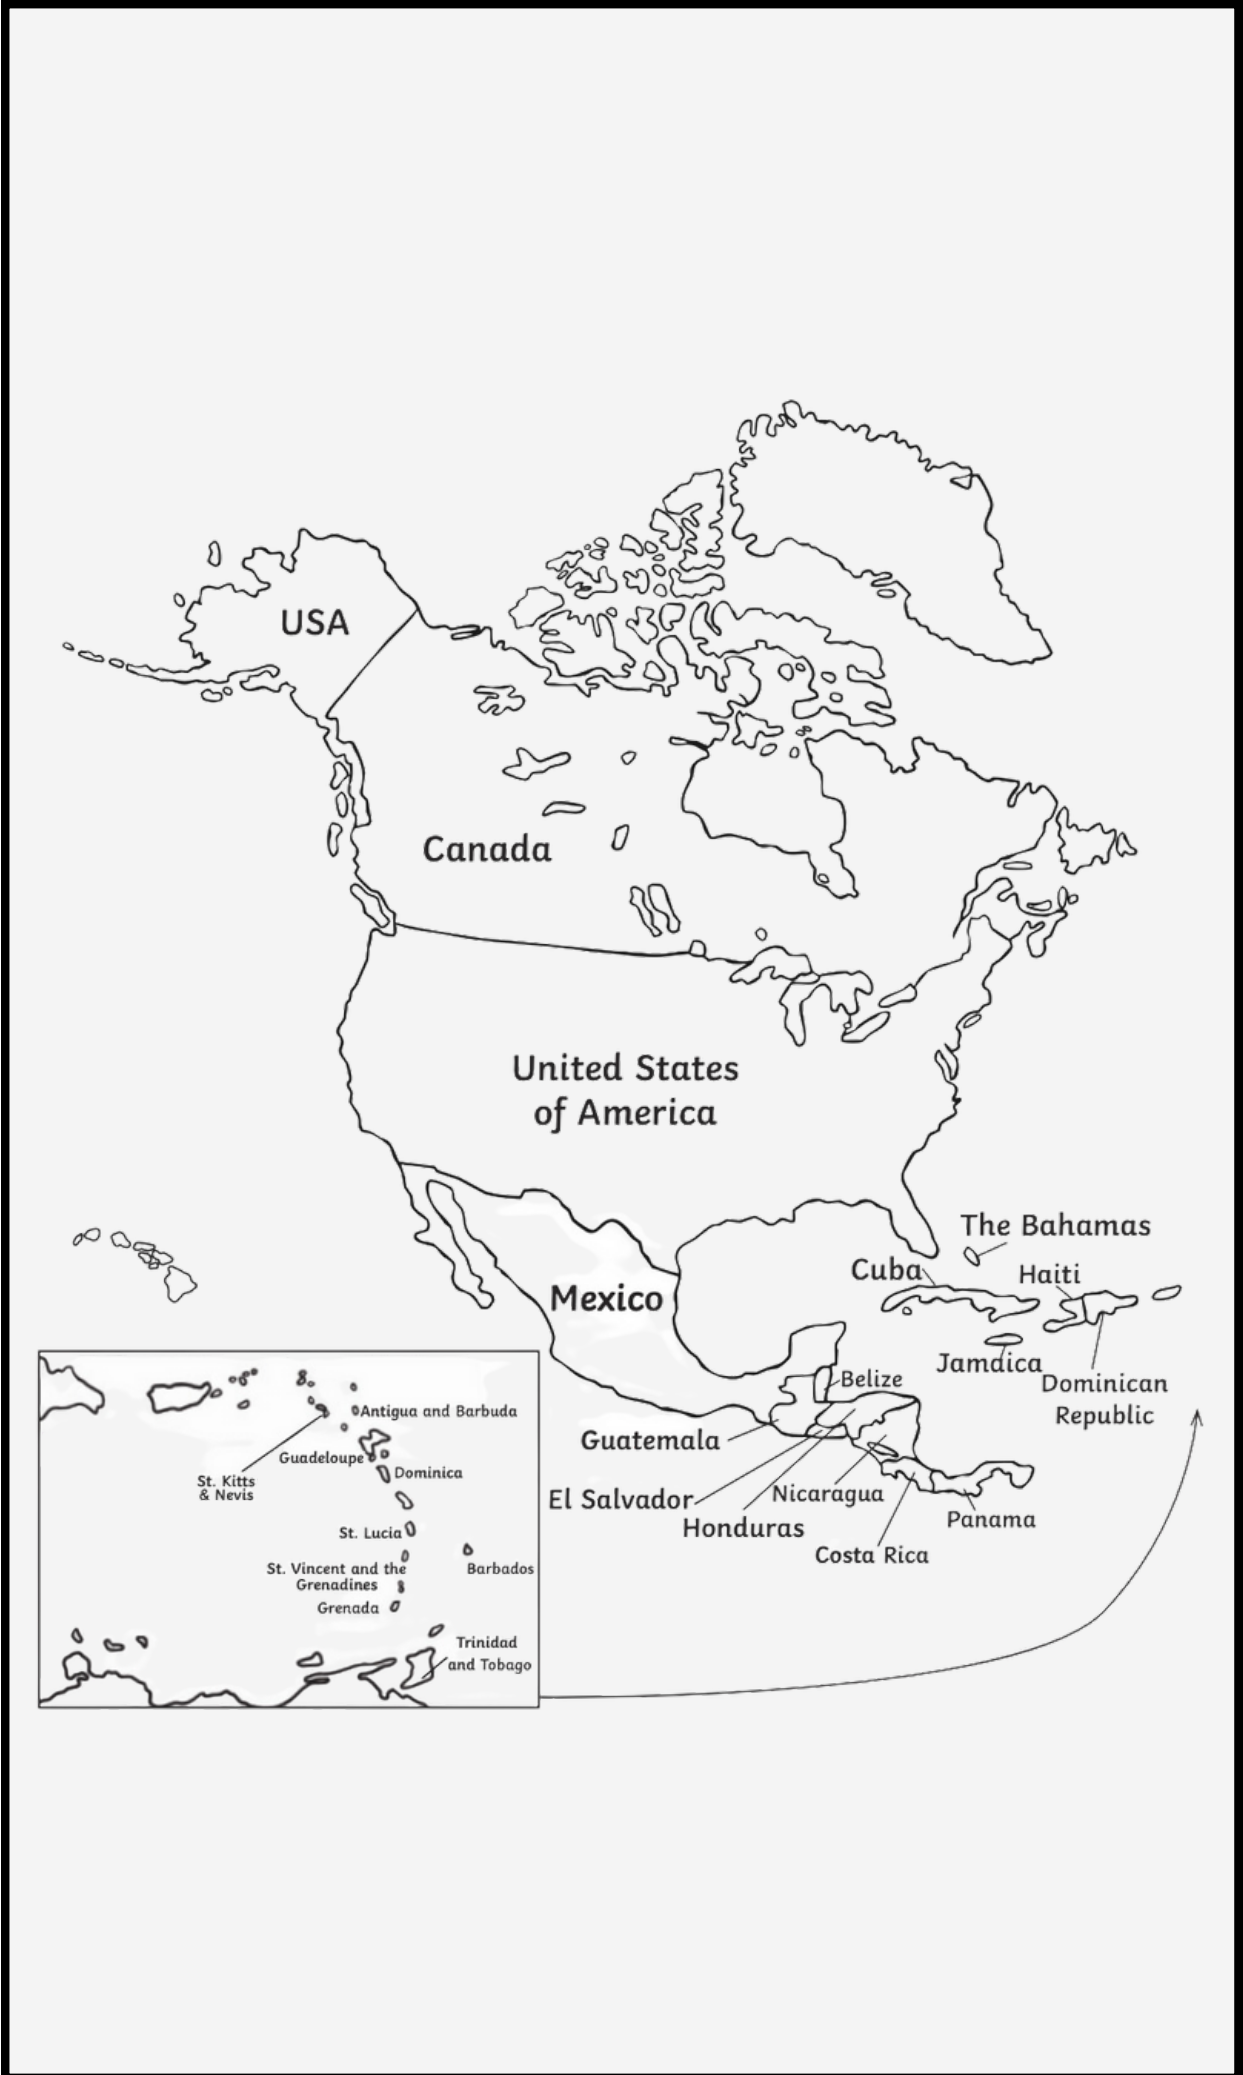 USA
Canada
United States
of America
The Bahamas
Cuba
Haiti
Mexico
Jamaica
Dominican
Republic
Belize
Guatemala
El Salvador
Nicaragua
Honduras
Panama
Costa Rica
Antigua and Barbuda
Guadeloupe
Dominica
St. Kitts
& Nevis
St. Lucia
St. Vincent and the
Grenadines
Barbados
Grenada
Trinidad
and Tobago